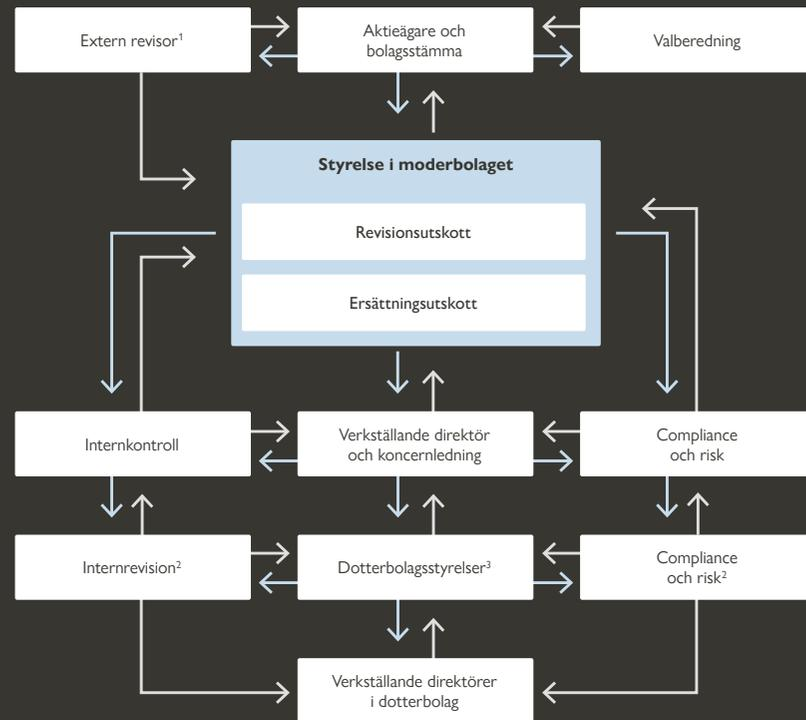 Extern revisor¹
Aktieägare och
bolagsstämma
Valberedning
Styrelse i moderbolaget
Revisionsutskott
Ersättningsutskott
Internkontroll
Verkställande direktör
och koncernledning
Compliance
och risk
Internrevision²
Dotterbolagsstyrelser³
Compliance
och risk²
Verkställande direktörer
i dotterbolag